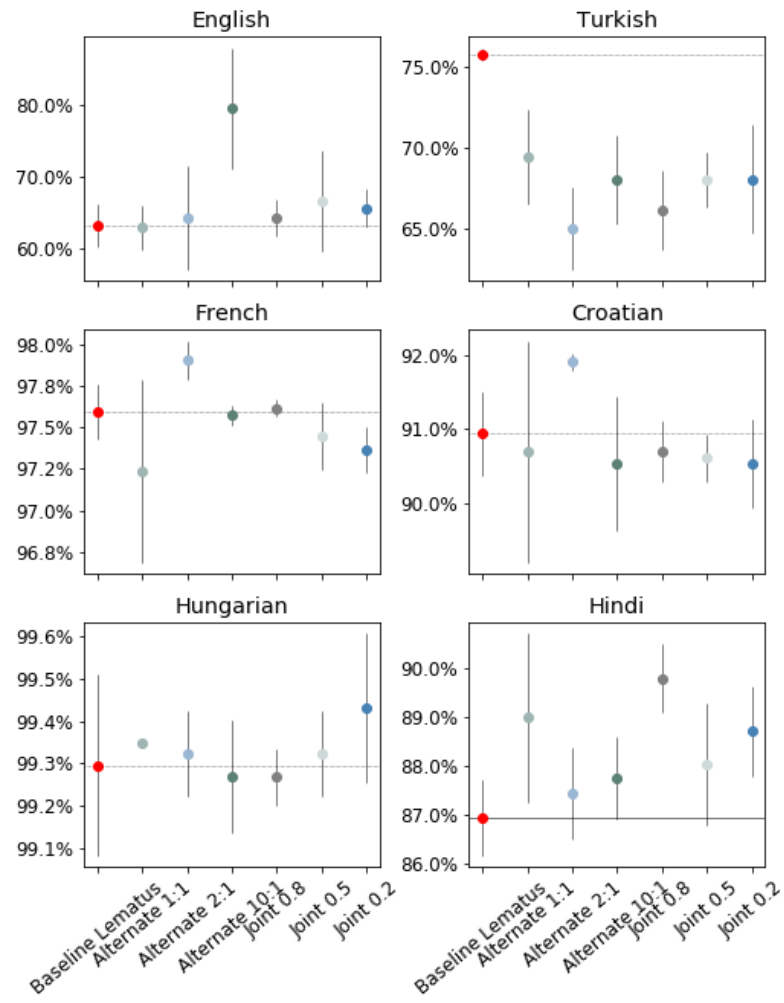 English
80.0%
70.0%
60.0%
Turkish
75.0%
70.0%
65.0%
French
98.0%
97.8%
97.5%
97.2%
97.0%
96.8%
Croatian
92.0%
91.0%
90.0%
Hungarian
99.6%
99.5%
99.4%
99.3%
99.2%
99.1%
Hindi
90.0%
89.0%
88.0%
87.0%
86.0%
Baseline Lematus
Alternate 1:1
Alternate 2:1
Alternate 10:1
Joint 0.8
Joint 0.5
Joint 0.2
Baseline Lematus
Alternate 1:1
Alternate 2:1
Alternate 10:1
Joint 0.8
Joint 0.5
Joint 0.2